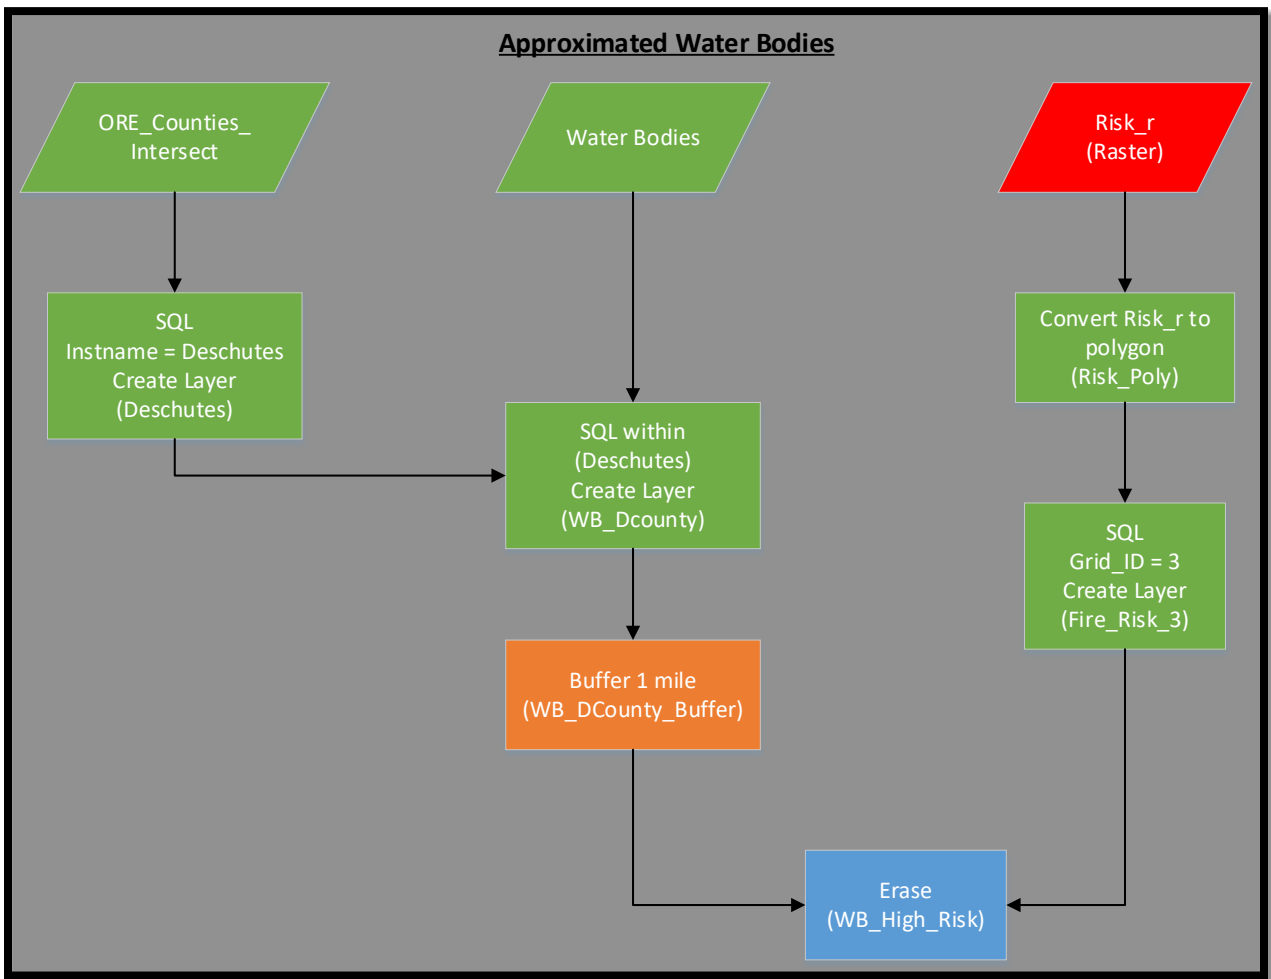 Approximated Water Bodies
ORE_Counties_
Intersect
Water Bodies
Risk_r
(Raster)
SQL
Instname = Deschutes
Create Layer
(Deschutes)
Convert Risk_r to
polygon
(Risk_Poly)
SQL within
(Deschutes)
Create Layer
(WB_Dcounty)
SQL
Grid_ID = 3
Create Layer
(Fire_Risk_3)
Buffer 1 mile
(WB_DCounty_Buffer)
Erase
(WB_High_Risk)